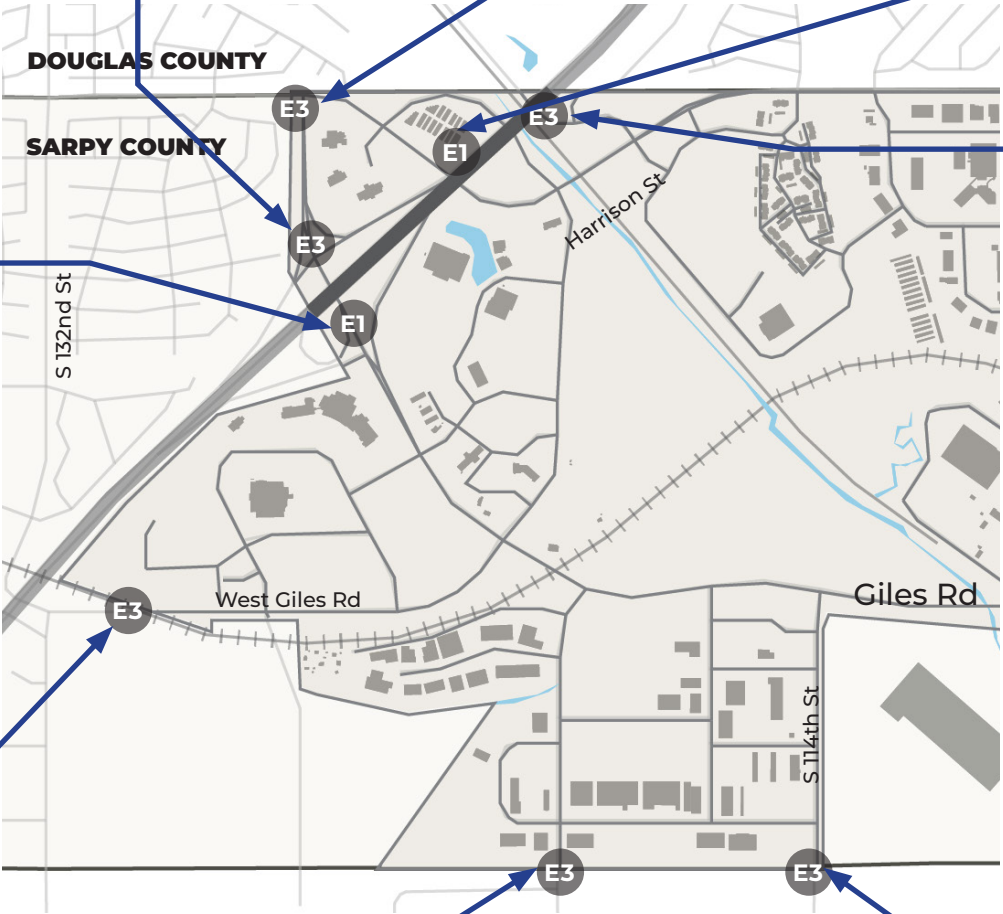 DOUGLAS COUNTY
E3
E3
SARPY COUNTY
E1
Harrison St
E3
S 132nd St
E1
West Giles Rd
Giles Rd
E3
S 114th St
E3
E3